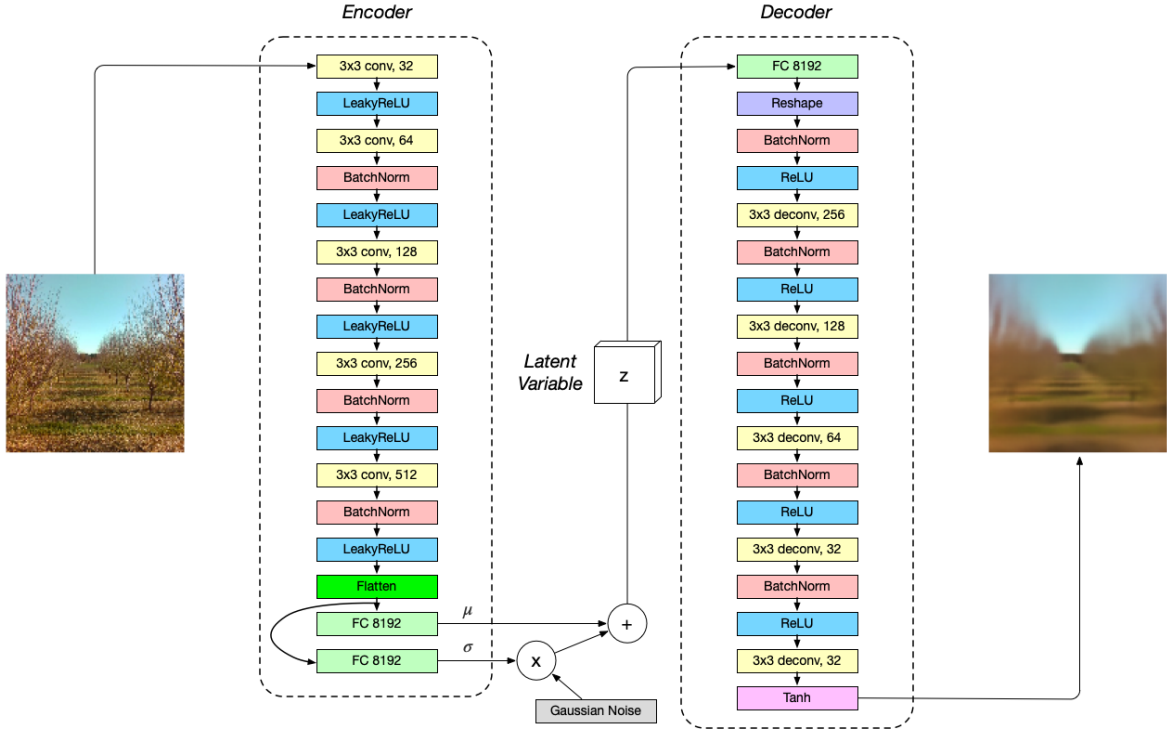 Encoder
3x3 conv, 32
LeakyReLU
3x3 conv, 64
BatchNorm
LeakyReLU
3x3 conv, 128
BatchNorm
LeakyReLU
3x3 conv, 256
BatchNorm
LeakyReLU
3x3 conv, 512
BatchNorm
LeakyReLU
Flatten
FC 8192
μ
FC 8192
σ
x
+
Gaussian Noise
Latent
Variable
z
Decoder
FC 8192
Reshape
BatchNorm
ReLU
3x3 deconv, 256
BatchNorm
ReLU
3x3 deconv, 128
BatchNorm
ReLU
3x3 deconv, 64
BatchNorm
ReLU
3x3 deconv, 32
BatchNorm
ReLU
3x3 deconv, 32
Tanh